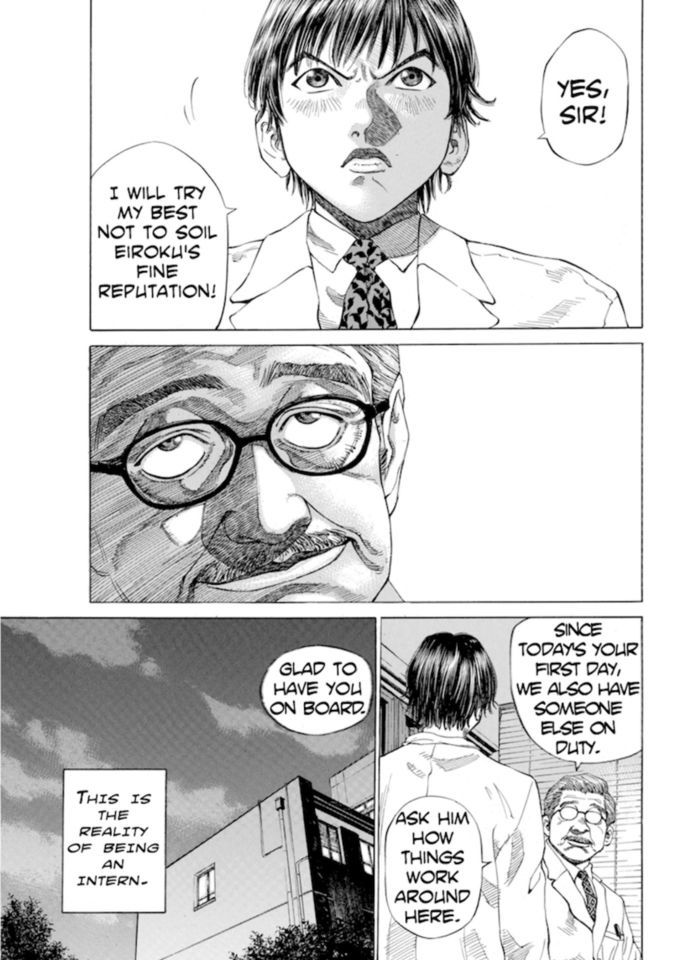 YES,
SIR!
I WILL TRY
MY BEST
NOT TO SOIL
EIROKU'S
FINE
REPUTATION!
SINCE
TODAY'S YOUR
FIRST DAY,
WE ALSO HAVE
SOMEONE
ELSE ON
DUTY.
ASK HIM
HOW
THINGS
WORK
AROUND
HERE.
GLAD TO
HAVE YOU
ON BOARD.
THIS IS
THE
REALITY
OF BEING
AN
INTERN.